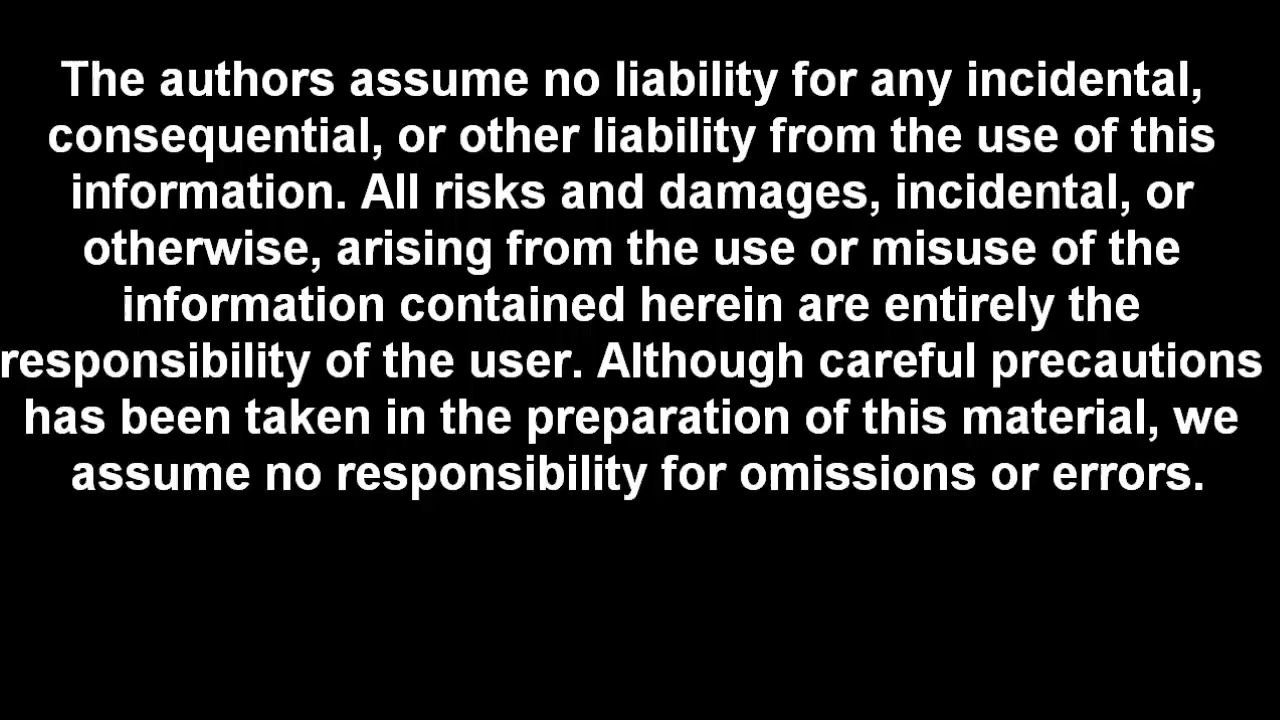 The authors assume no liability for any incidental,
consequential, or other liability from the use of this
information. All risks and damages, incidental, or
otherwise, arising from the use or misuse of the
information contained herein are entirely the
responsibility of the user. Although careful precautions
has been taken in the preparation of this material, we
assume no responsibility for omissions or errors.